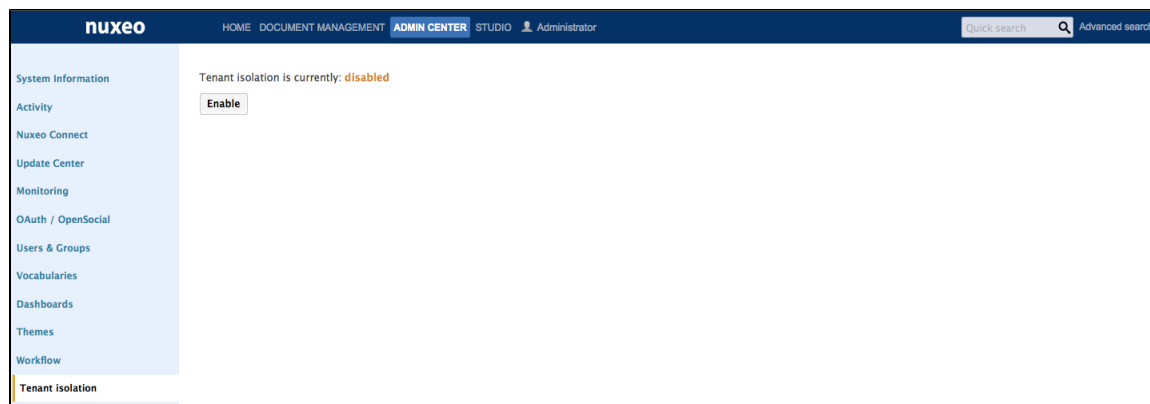 nuxeo HOME DOCUMENT MANAGEMENT ADMIN CENTER STUDIO Administrator Quick search Advanced search
System Information
Activity
Nuxeo Connect
Update Center
Monitoring
OAuth / OpenSocial
Users & Groups
Vocabularies
Dashboards
Themes
Workflow
Tenant isolation
Tenant isolation is currently: disabled
Enable